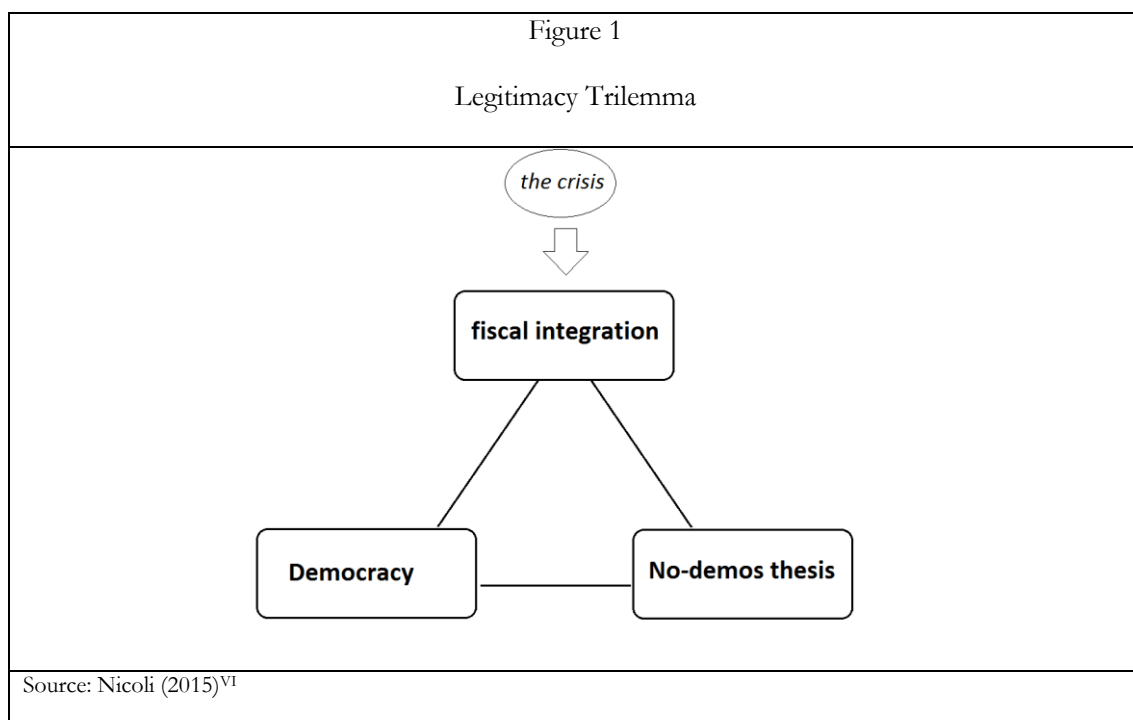 Figure 1
Legitimacy Trilemma
the crisis
fiscal integration
Democracy
No-demos thesis
Source: Nicoli (2015)VI